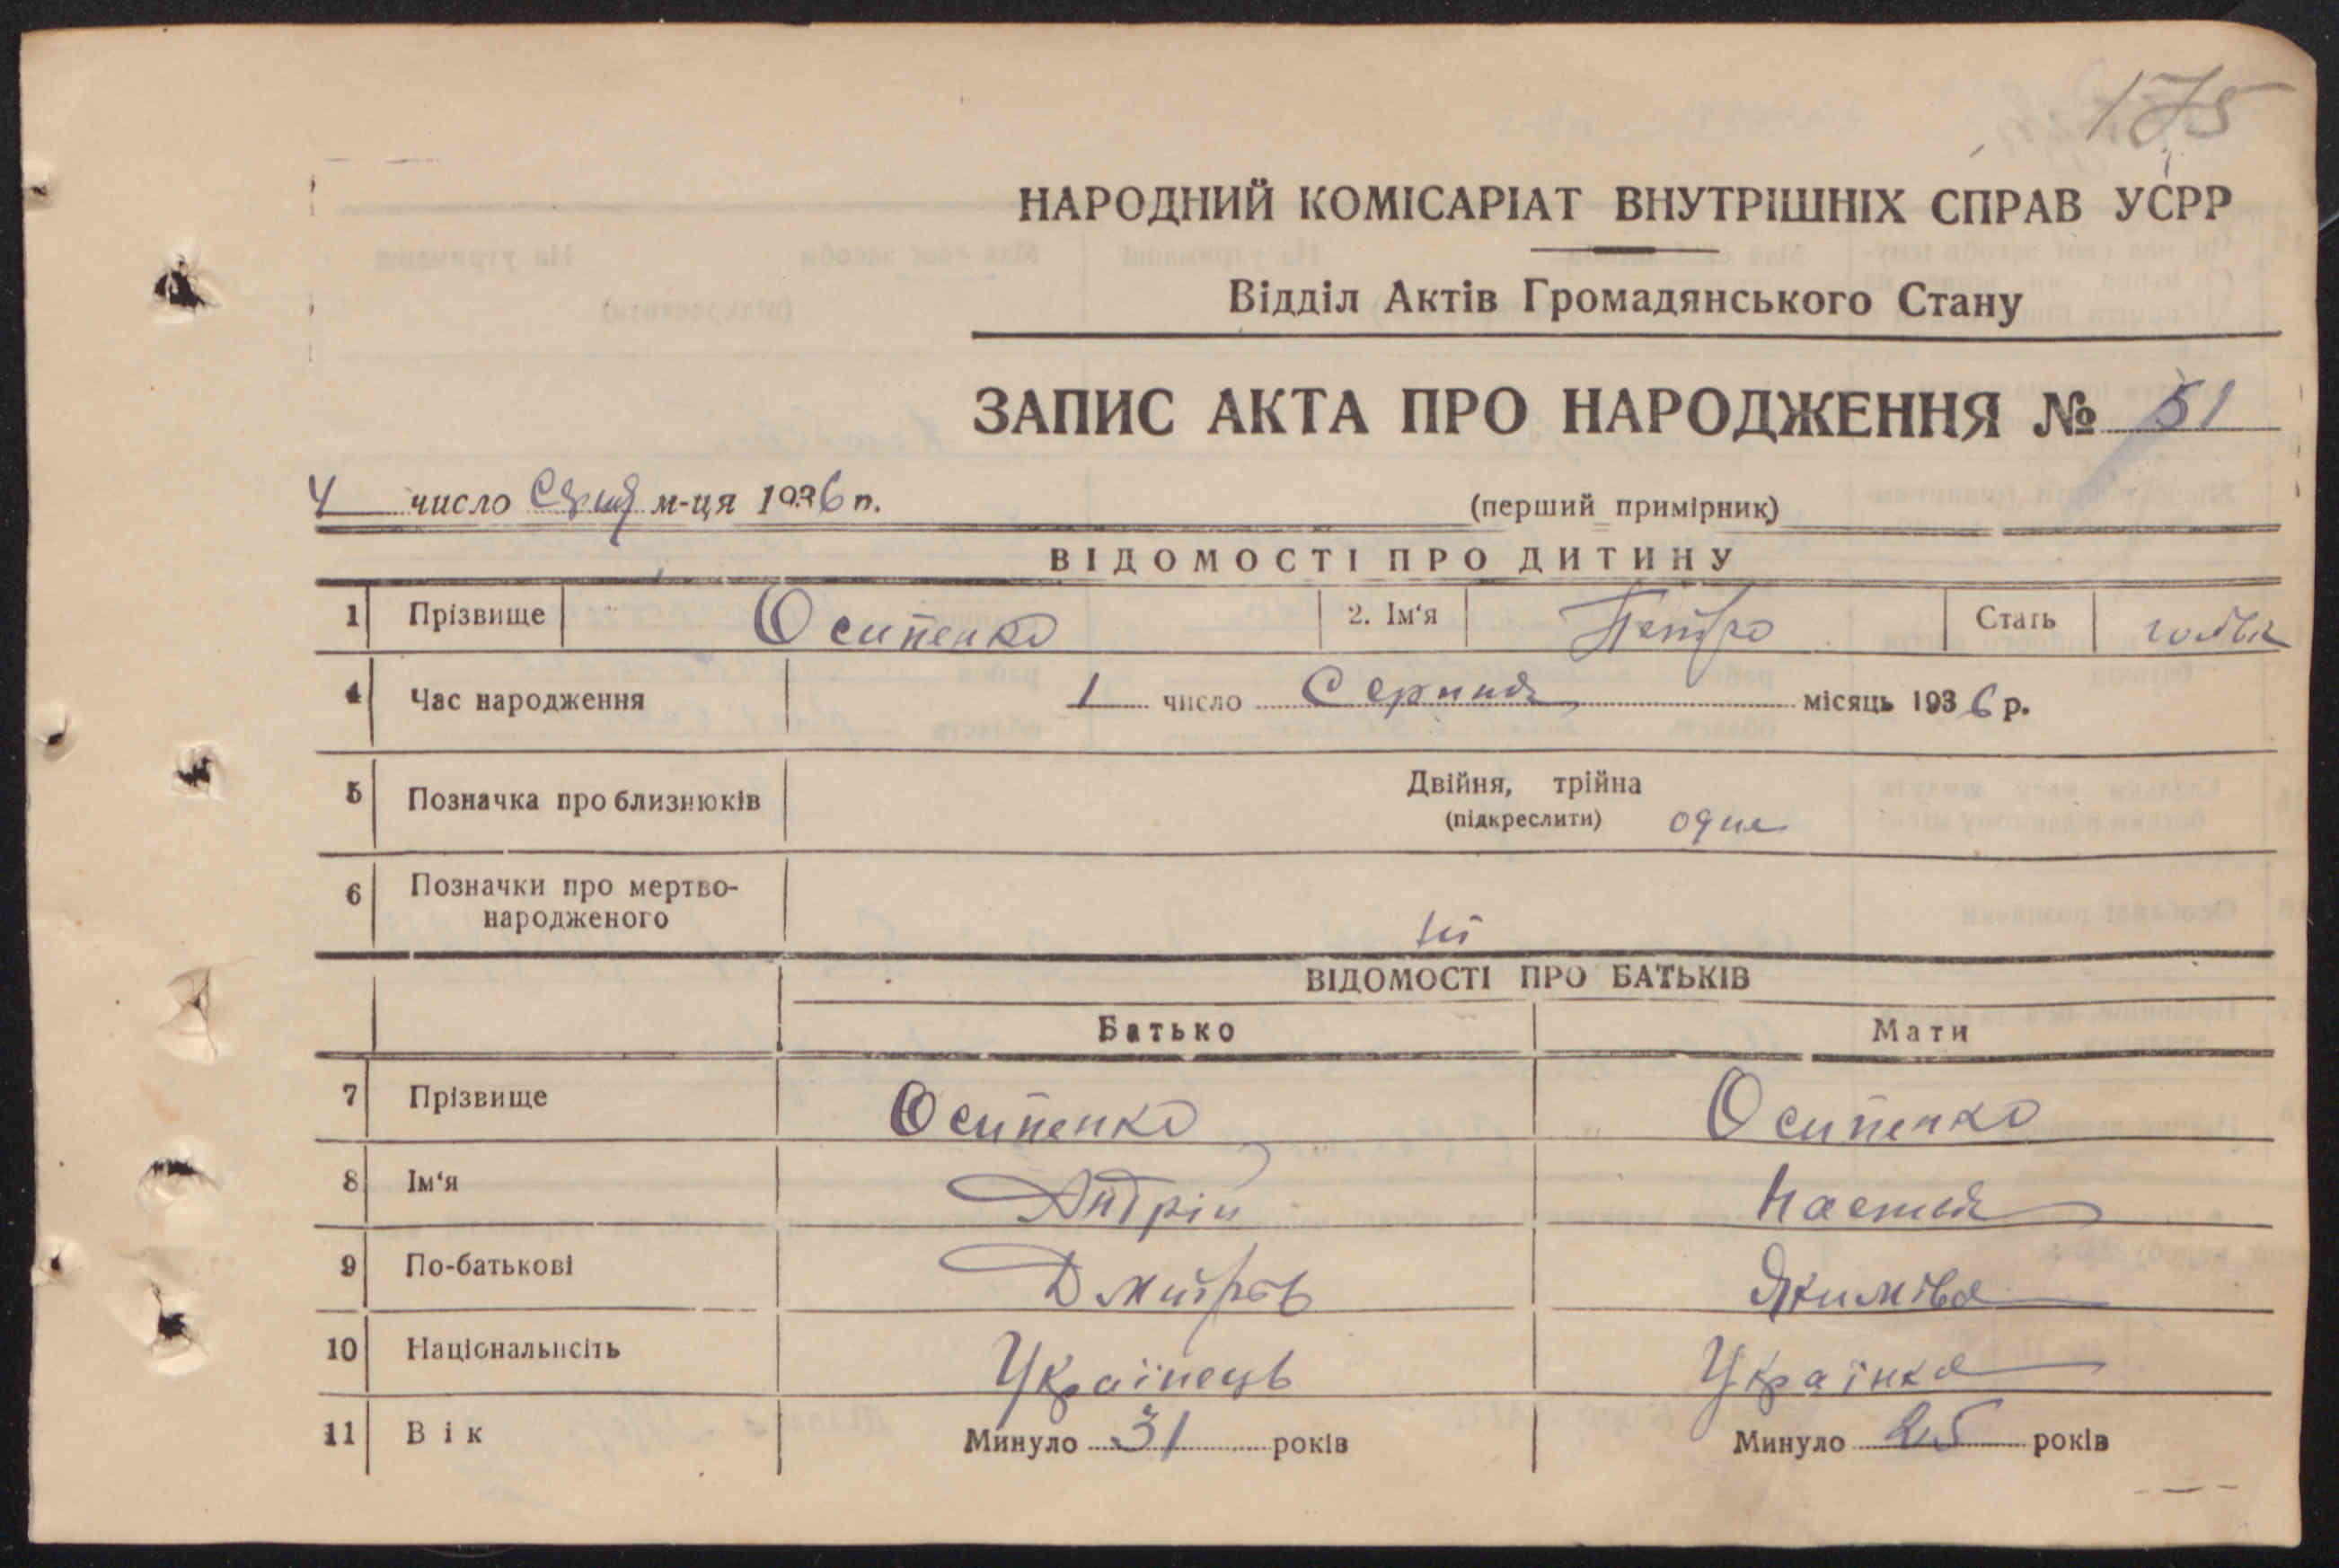 175
НАРОДНИЙ КОМІСАРІАТ ВНУТРІШНІХ СПРАВ УСРР
Відділ Актів Громадянського Стану
ЗАПИС АКТА ПРО НАРОДЖЕННЯ № 51
4 число Серпня м-ця 1936 р.
(перший примірник)
ВІДОМОСТІ ПРО ДИТИНУ
1 Прізвище Осипенко 2. Ім'я Петро Стать
4 Час народження 1 число Серпня місяць 1936 р.
5 Позначка про близнюків Двійня, трійна
(підкреслити) одне
6 Позначки про мертво-
народженого ні
ВІДОМОСТІ ПРО БАТЬКІВ
Батько Мати
7 Прізвище Осипенко Осипенко
8 Ім'я Андрій Настя
9 По-батькові Дмитров Якимівна
10 Національність Українець Українка
11 Вік Минуло 31 років Минуло 25 років